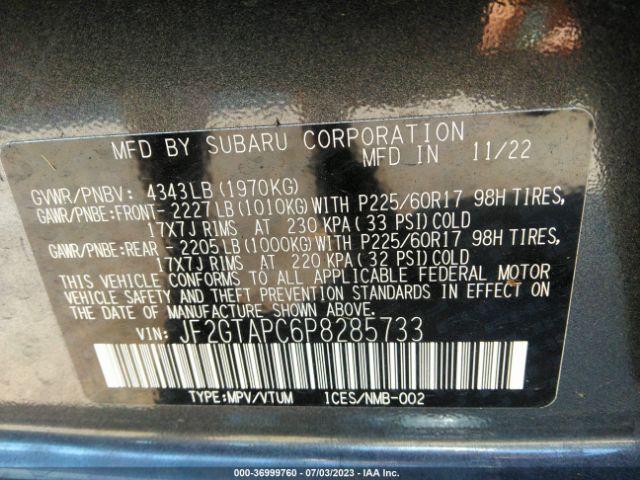 MFD BY SUBARU CORPORATION
MFD IN 11/22
GVWR/PNBV: 4343LB (1970KG)
GAWR/PNBE:FRONT- 2227LB (1010KG) WITH P225/60R17 98H TIRES,
17X7J RIMS AT 230 KPA (33 PSI) COLD
GAWR/PNBE:REAR - 2205LB (1000KG) WITH P225/60R17 98H TIRES,
17X7J RIMS AT 220 KPA (32 PSI) COLD
THIS VEHICLE CONFORMS TO ALL APPLICABLE FEDERAL MOTOR
VEHICLE SAFETY AND THEFT PREVENTION STANDARDS IN EFFECT ON
THE DATE OF MANUFACTURE SHOWN ABOVE.
VIN: JF2GTAPC6P8285733
TYPE:MPV/VTUM ICES/NMB-002
000-36999760 - 07/03/2023 - IAA Inc.